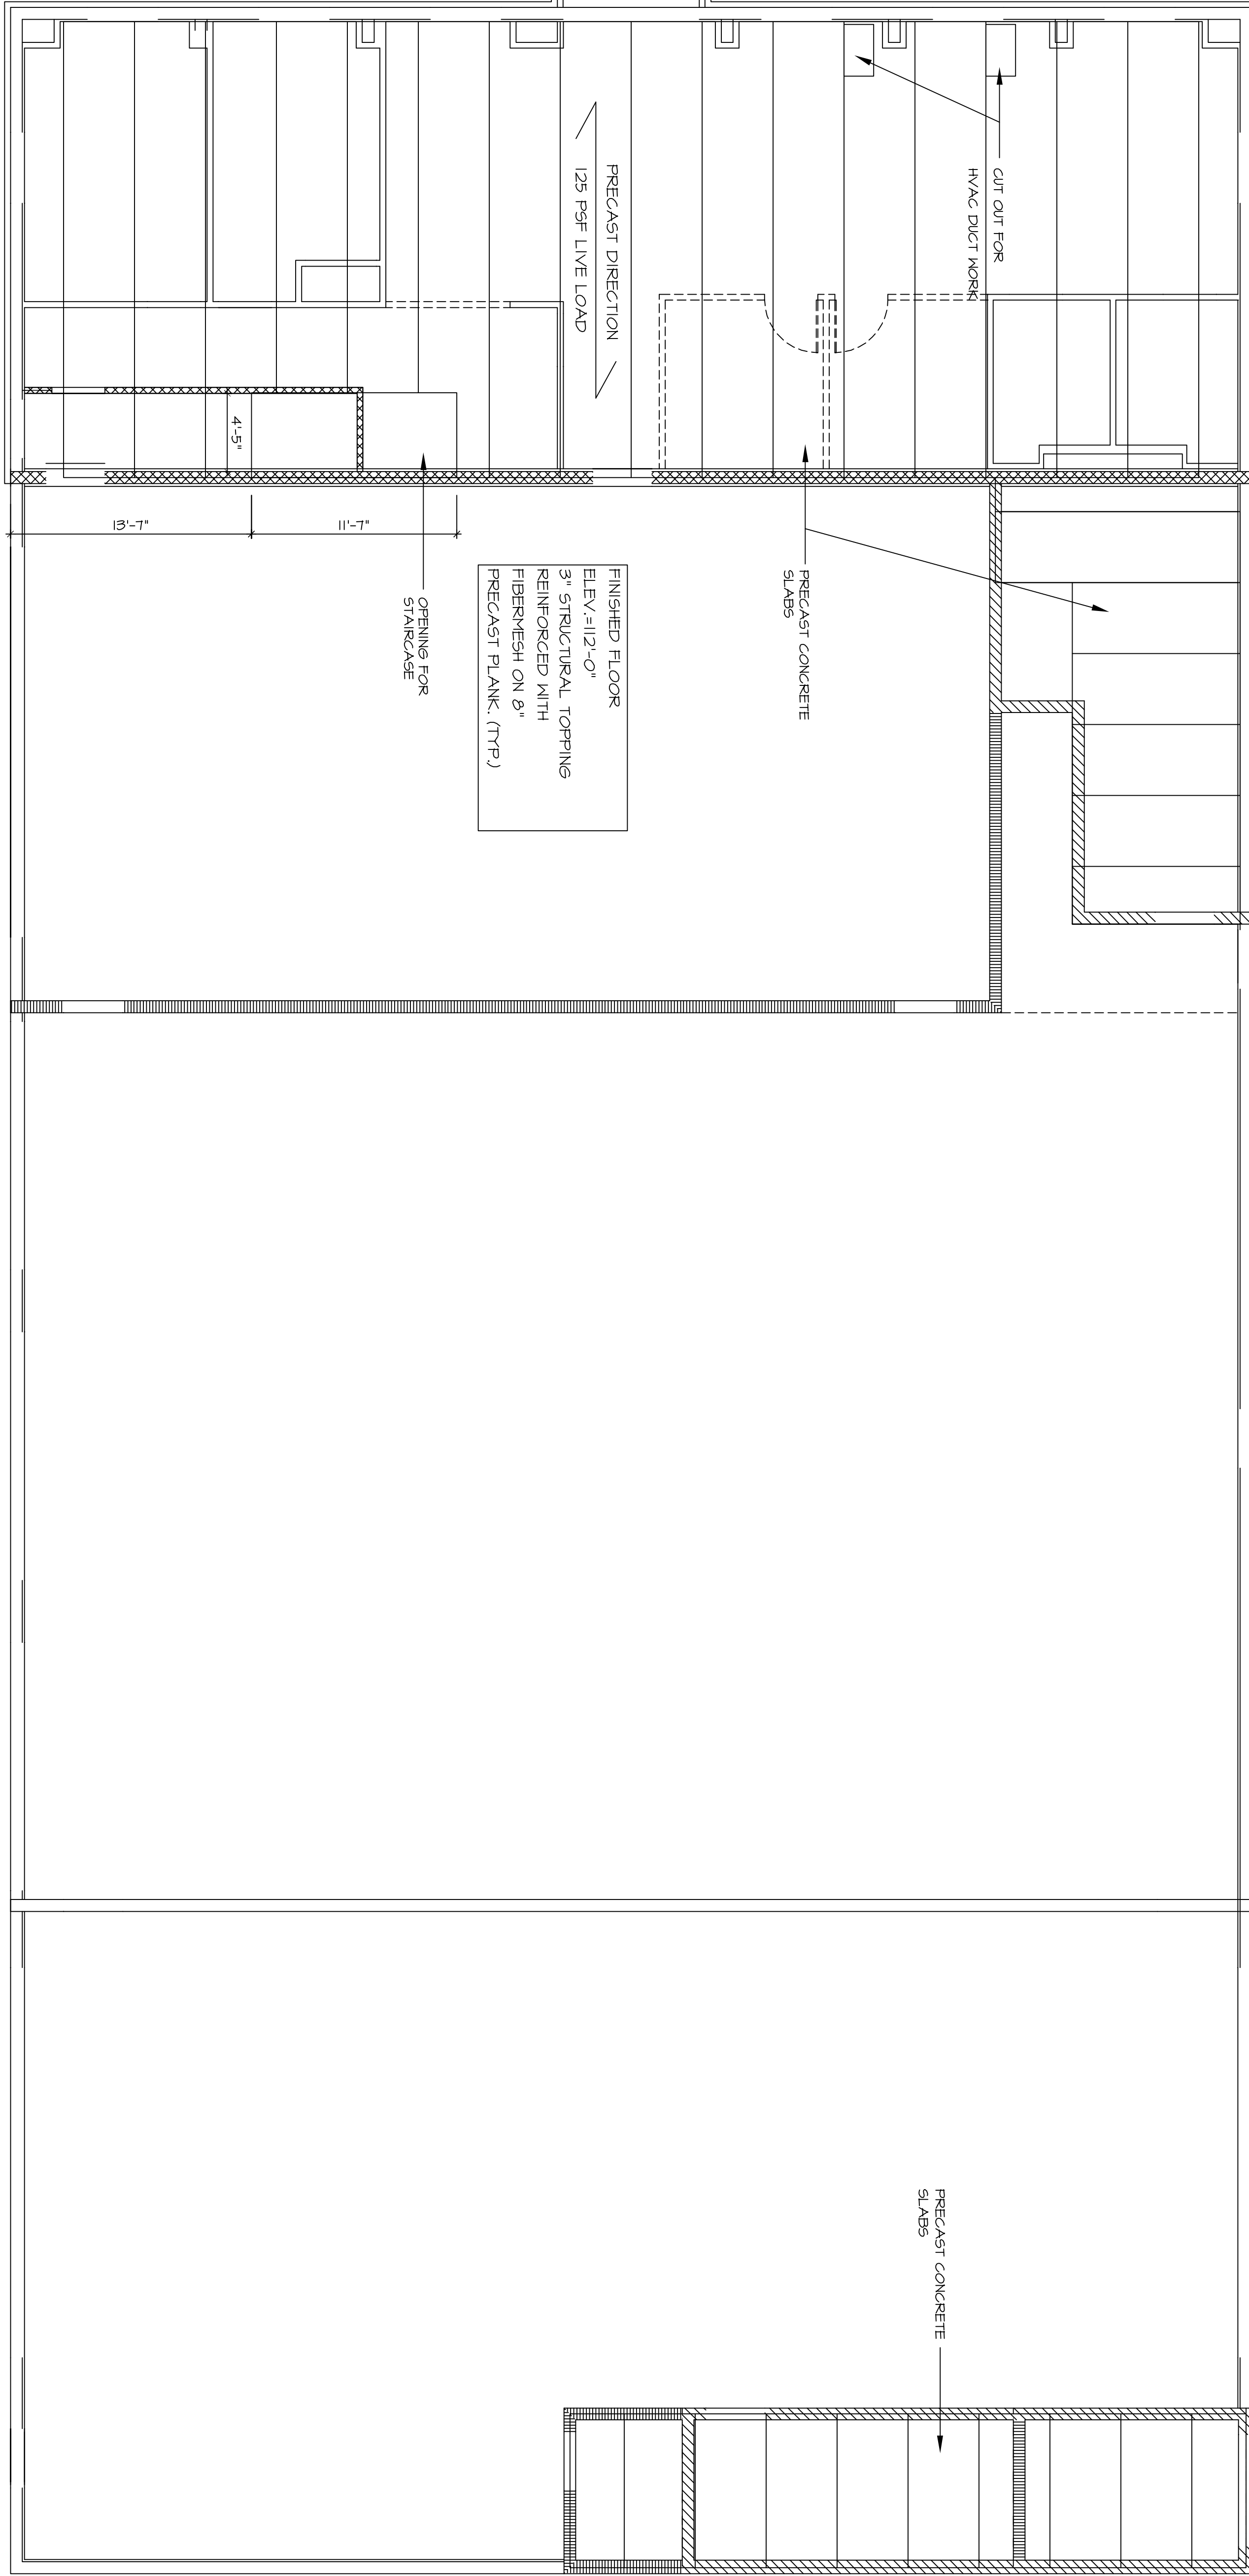 CUT OUT FOR
HVAC DUCT WORK
PRECAST DIRECTION
125 PSF LIVE LOAD
4'-5"
13'-7"
11'-7"
PRECAST CONCRETE
SLABS
FINISHED FLOOR
ELEV.=112'-0"
3" STRUCTURAL TOPPING
REINFORCED WITH
FIBERMESH ON 8"
PRECAST PLANK. (TYP.)
OPENING FOR
STAIRCASE
PRECAST CONCRETE
SLABS